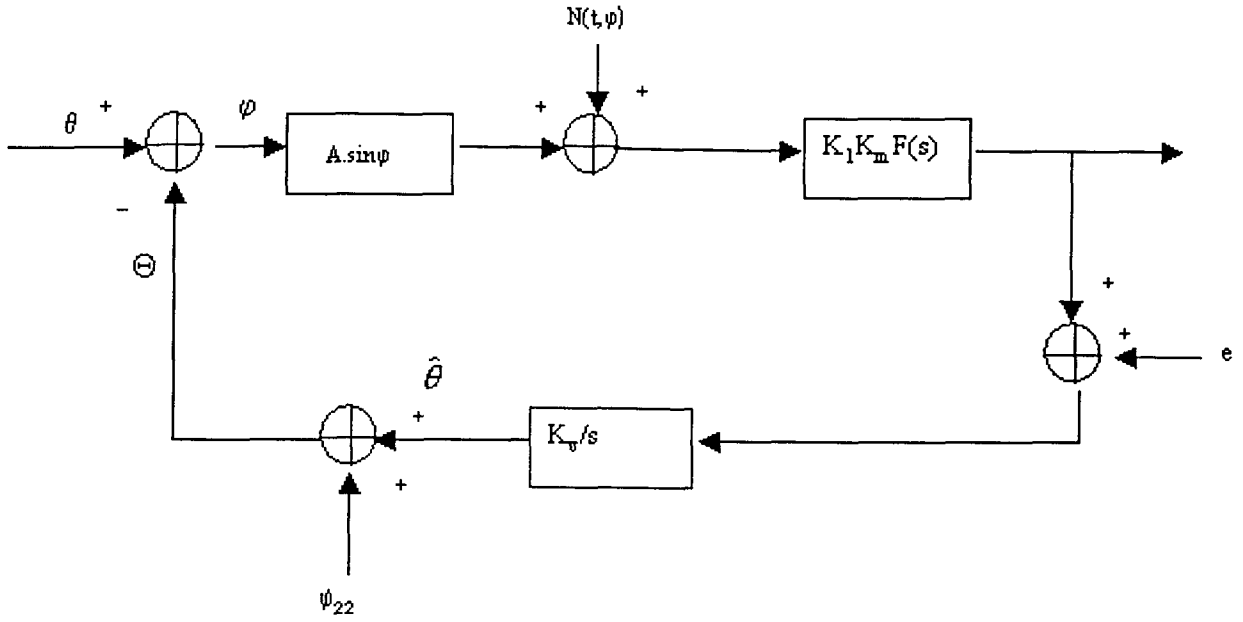 N(t,φ)
+
+
+
θ
φ
A.sinφ
K₁KₘF(s)
−
Θ
+
+
e
θ̂
+
Kᵥ/s
+
ψ₂₂